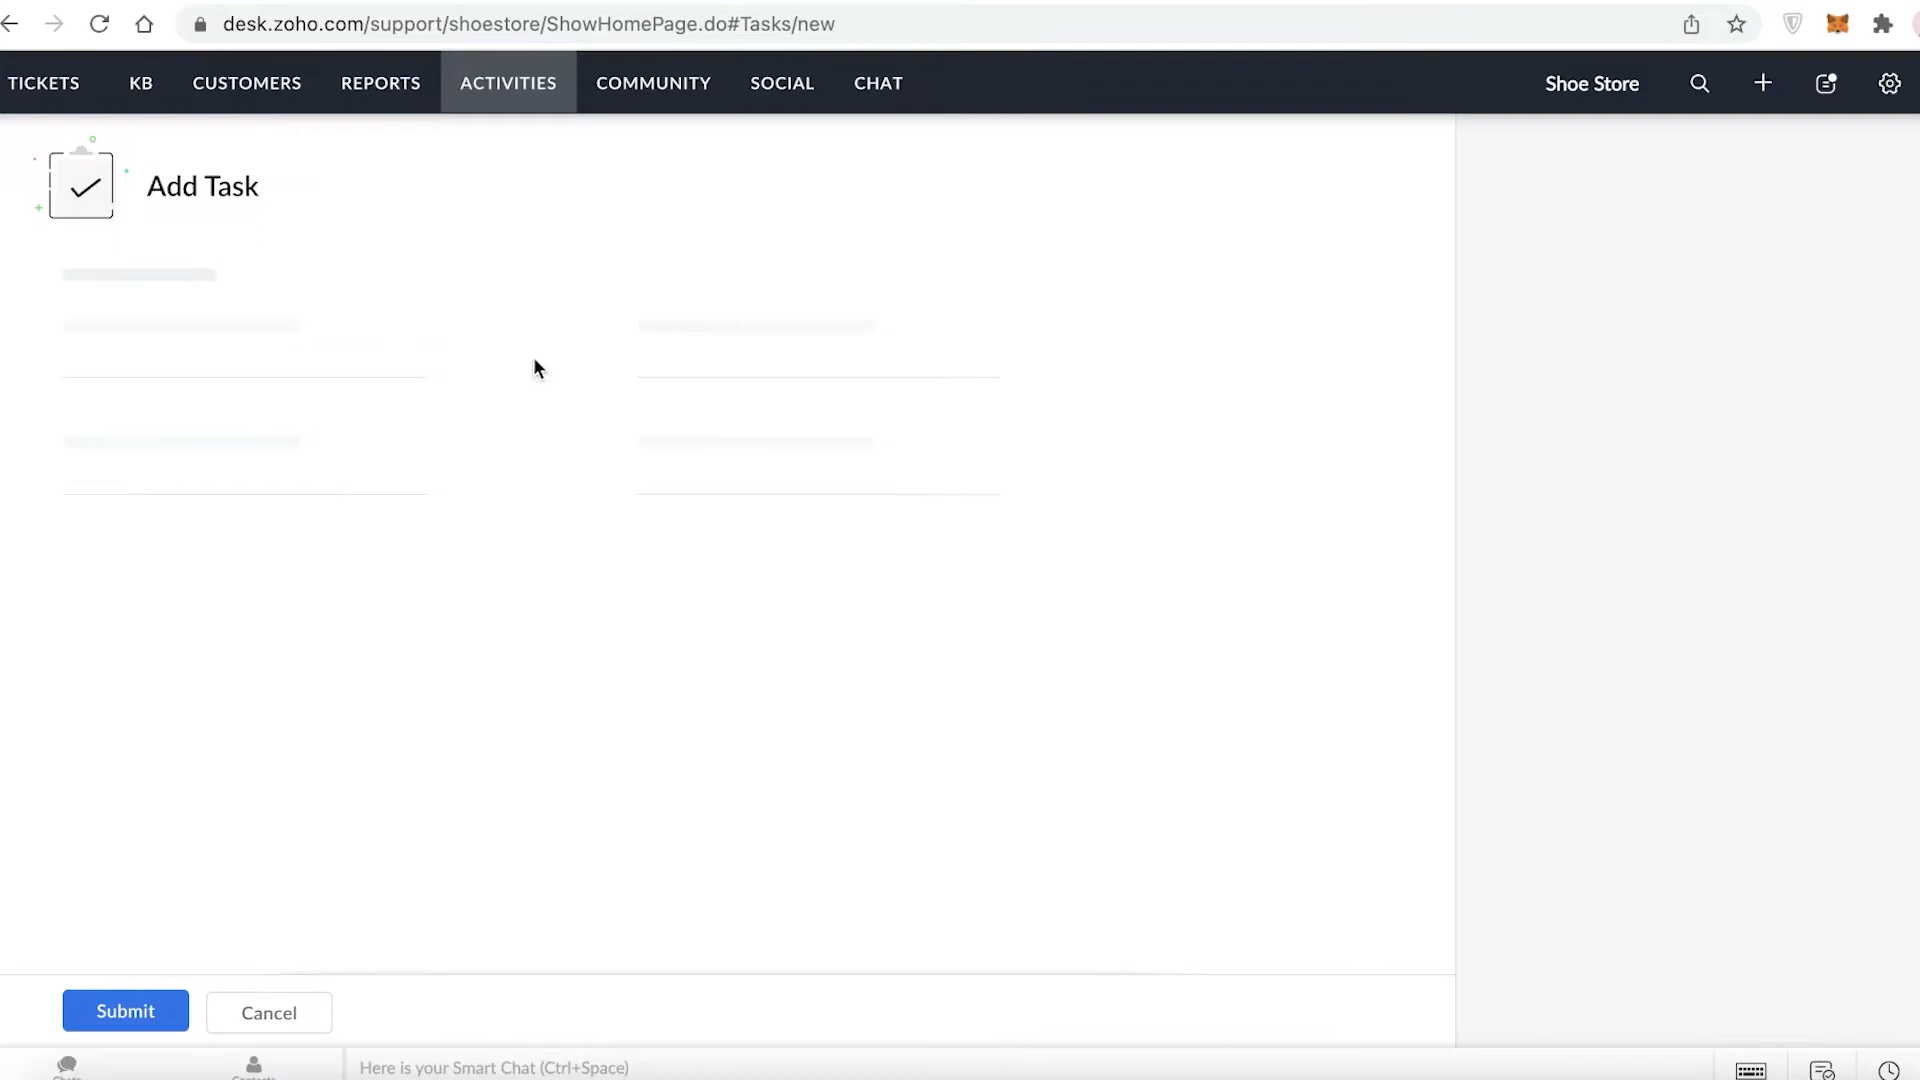 desk.zoho.com/support/shoestore/ShowHomePage.do#Tasks/new
TICKETS KB CUSTOMERS REPORTS ACTIVITIES COMMUNITY SOCIAL CHAT Shoe Store
Add Task
Submit Cancel
Here is your Smart Chat (Ctrl+Space)